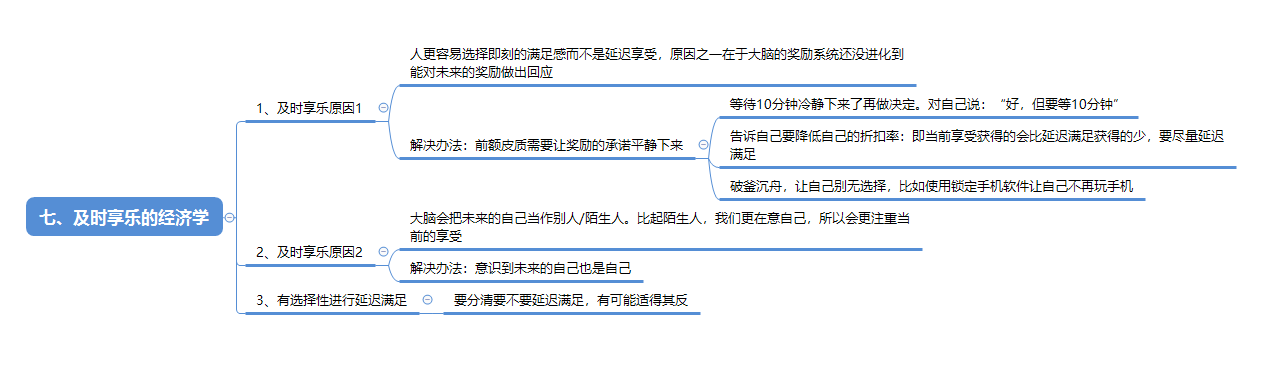 七、及时享乐的经济学
1、及时享乐原因1
人更容易选择即刻的满足感而不是延迟享受，原因之一在于大脑的奖励系统还没进化到
能对未来的奖励做出回应
解决办法：前额皮质需要让奖励的承诺平静下来
等待10分钟冷静下来了再做决定。对自己说：“好，但要等10分钟”
告诉自己要降低自己的折扣率：即当前享受获得的会比延迟满足获得的少，要尽量延迟
满足
破釜沉舟，让自己别无选择，比如使用锁定手机软件让自己不再玩手机
2、及时享乐原因2
大脑会把未来的自己当作别人/陌生人。比起陌生人，我们更在意自己，所以会更注重当
前的享受
解决办法：意识到未来的自己也是自己
3、有选择性进行延迟满足
要分清要不要延迟满足，有可能适得其反